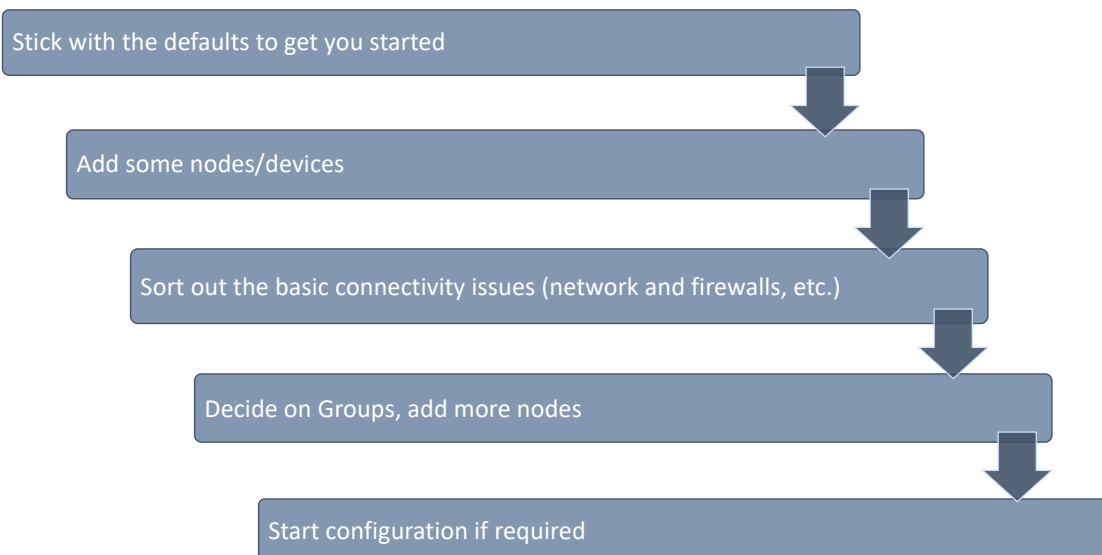 Stick with the defaults to get you started
Add some nodes/devices
Sort out the basic connectivity issues (network and firewalls, etc.)
Decide on Groups, add more nodes
Start configuration if required